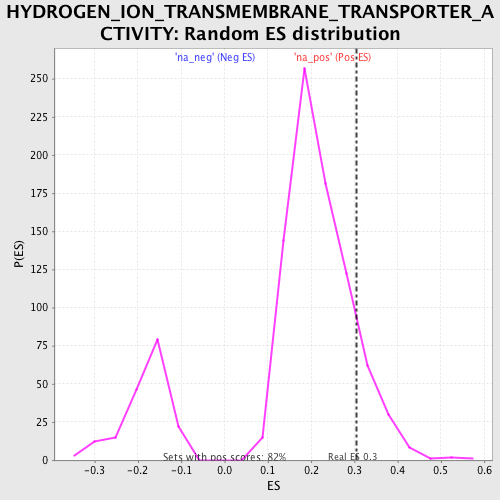 HYDROGEN_ION_TRANSMEMBRANE_TRANSPORTER_A
CTIVITY: Random ES distribution
'na_neg' (Neg ES) 'na_pos' (Pos ES)
250
225
200
175
150
125
100
75
50
25
0
P(ES)
Sets with pos scores: 82% Real ES 0.3
-0.3 -0.2 -0.1 0.0 0.1 0.2 0.3 0.4 0.5 0.6
ES